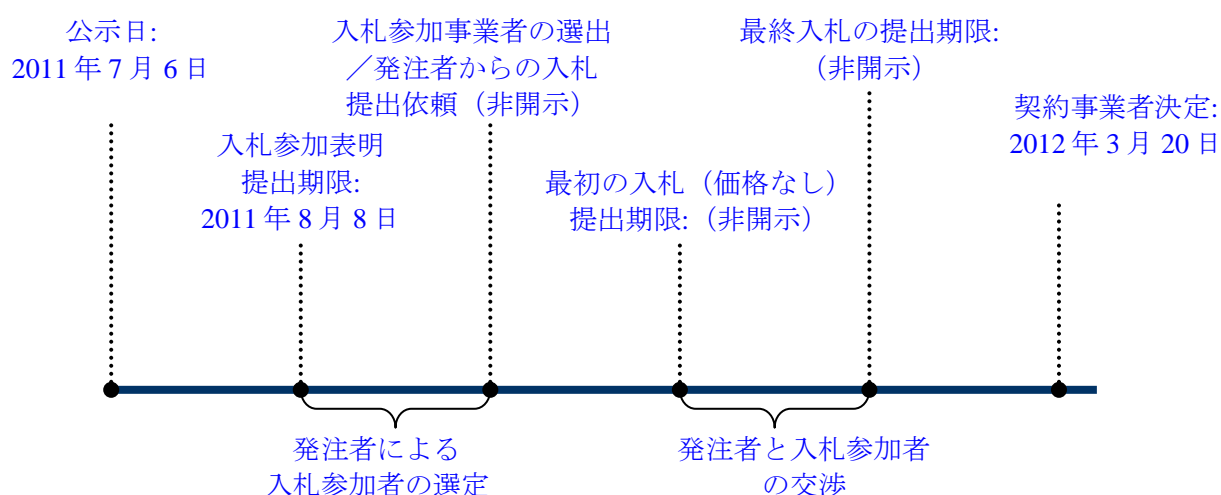 公示日:
2011年7月6日
入札参加表明
提出期限:
2011年8月8日
入札参加事業者の選出
／発注者からの入札
提出依頼（非開示）
最初の入札（価格なし）
提出期限:（非開示）
最終入札の提出期限:
（非開示）
契約事業者決定:
2012年3月20日
発注者による
入札参加者の選定
発注者と入札参加者
の交渉